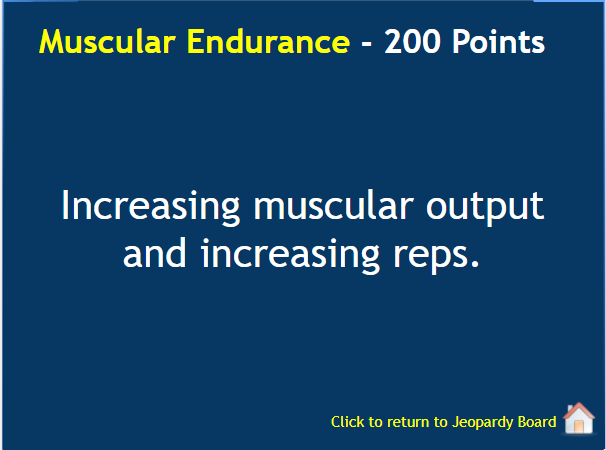 Muscular Endurance - 200 Points
Increasing muscular output
and increasing reps.
Click to return to Jeopardy Board